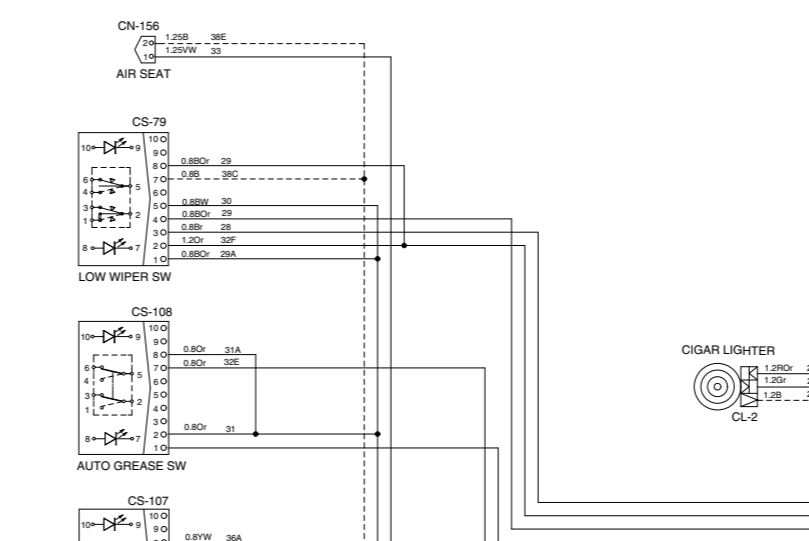 CN-156
2 1.25B 38E
1 1.25VW 33
AIR SEAT
CS-79
10 9 10
9
8 0.8BOr 29
7 0.8B 38C
6 5 6
4
5 0.8BW 30
3 2 4 0.8BOr 29
1
3 0.8Br 28
8 7 2 1.2Or 32F
1 0.8BOr 29A
LOW WIPER SW
CS-108
10 9 10
9
8 0.8Or 31A
7 0.8Or 32E
6 5 6
4
5
3 2 4
1
3
8 7 2 0.8Or 31
1
AUTO GREASE SW
CIGAR LIGHTER
1.2ROr
1.2Gr
1.2B
CL-2
CS-107
10 9 10
9
0.8YW 36A